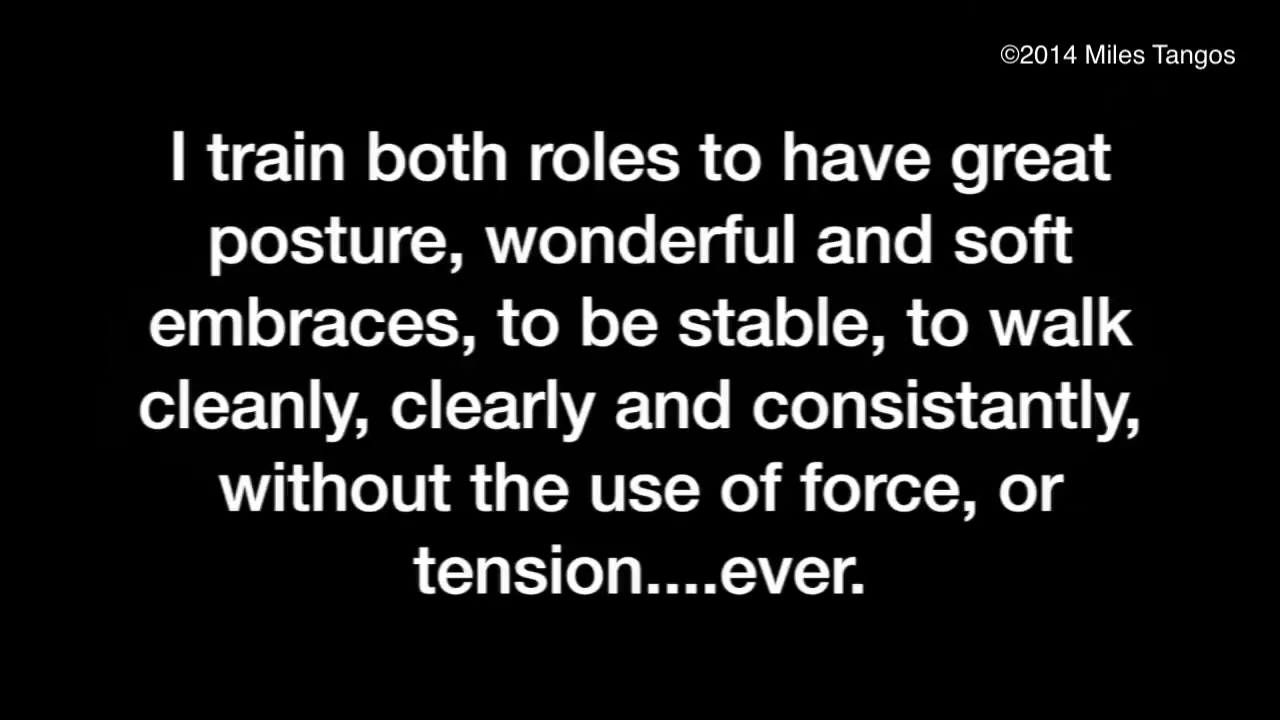 ©2014 Miles Tangos
I train both roles to have great
posture, wonderful and soft
embraces, to be stable, to walk
cleanly, clearly and consistantly,
without the use of force, or
tension....ever.